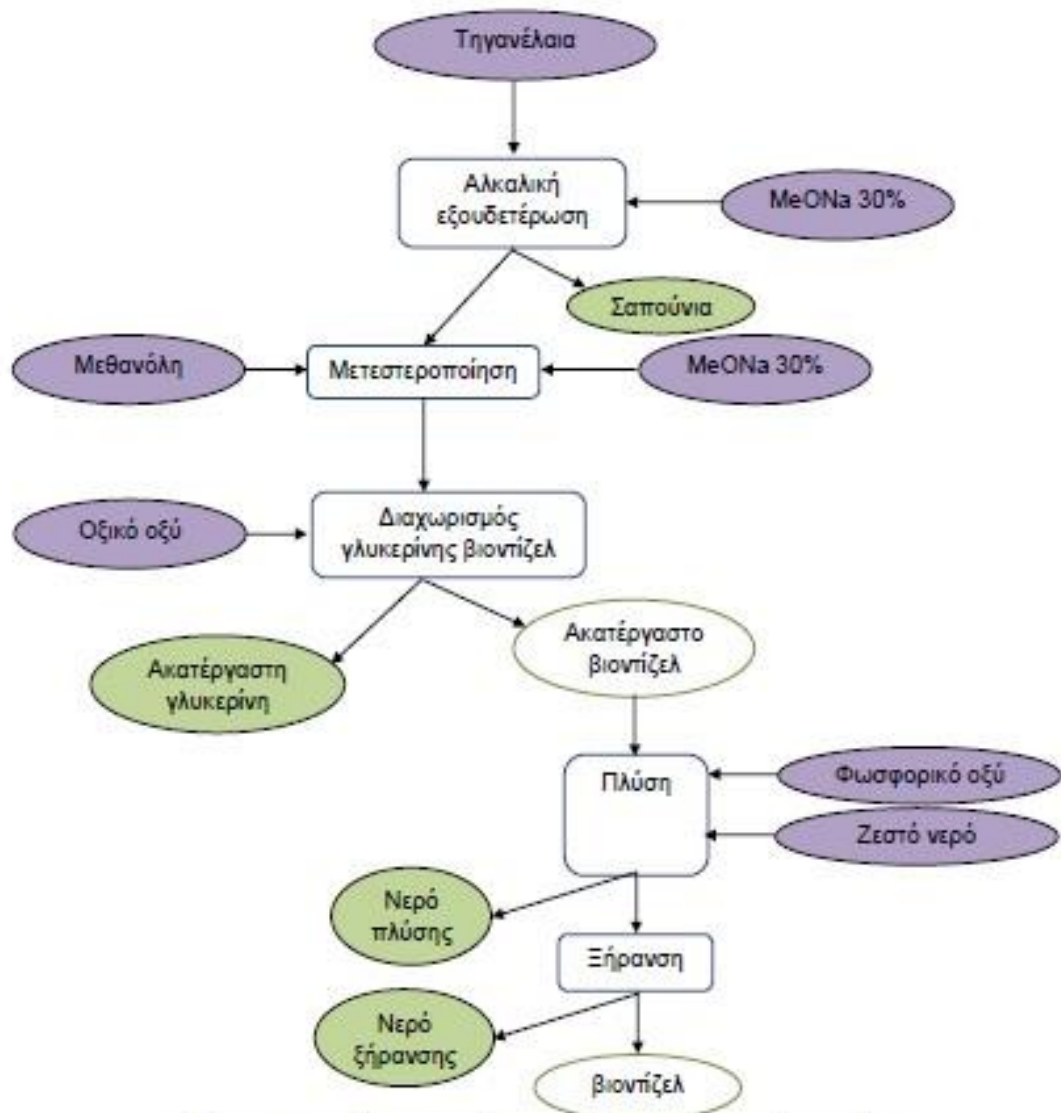 Τηγανέλαια
Αλκαλική
εξουδετέρωση
MeONa 30%
Σαπούνια
Μεθανόλη
Μετεστεροποίηση
MeONa 30%
Οξικό οξύ
Διαχωρισμός
γλυκερίνης βιοντίζελ
Ακατέργαστη
γλυκερίνη
Ακατέργαστο
βιοντίζελ
Πλύση
Φωσφορικό οξύ
Ζεστό νερό
Νερό
πλύσης
Ξήρανση
Νερό
ξήρανσης
βιοντίζελ